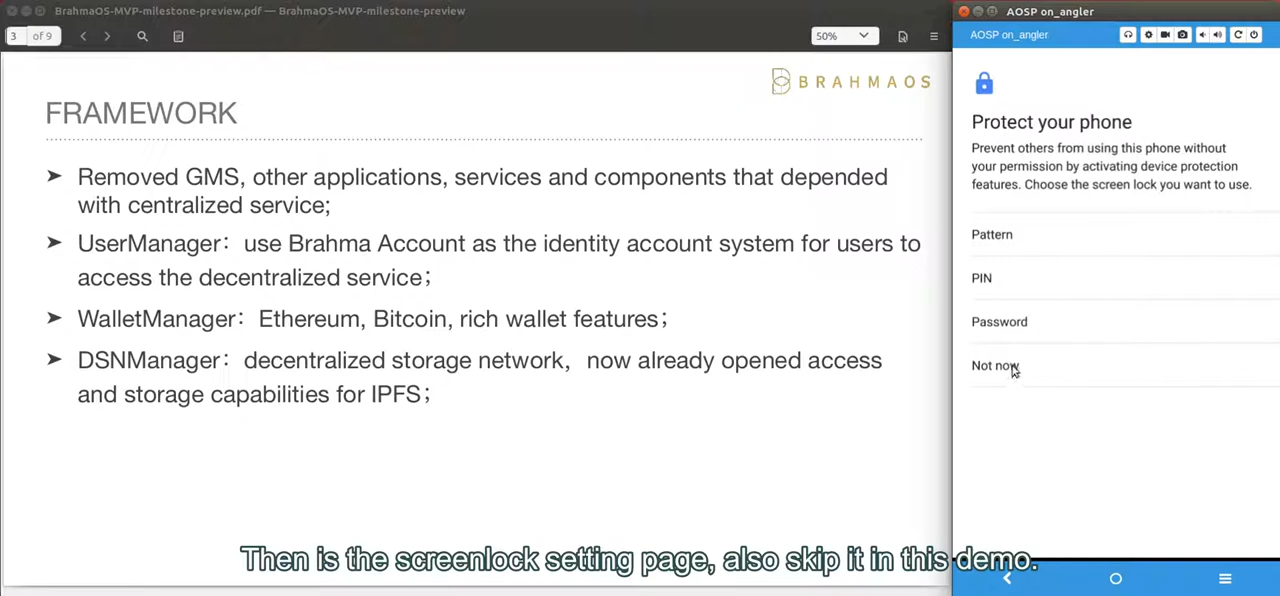 BrahmaOS-MVP-milestone-preview.pdf — BrahmaOS-MVP-milestone-preview
3 of 9
50%
BRAHMAOS
FRAMEWORK
➤ Removed GMS, other applications, services and components that depended
with centralized service;
➤ UserManager：use Brahma Account as the identity account system for users to
access the decentralized service；
➤ WalletManager：Ethereum, Bitcoin, rich wallet features；
➤ DSNManager：decentralized storage network，now already opened access
and storage capabilities for IPFS；
AOSP on_angler
AOSP on_angler
Protect your phone
Prevent others from using this phone without
your permission by activating device protection
features. Choose the screen lock you want to use.
Pattern
PIN
Password
Not now
Then is the screenlock setting page, also skip it in this demo.